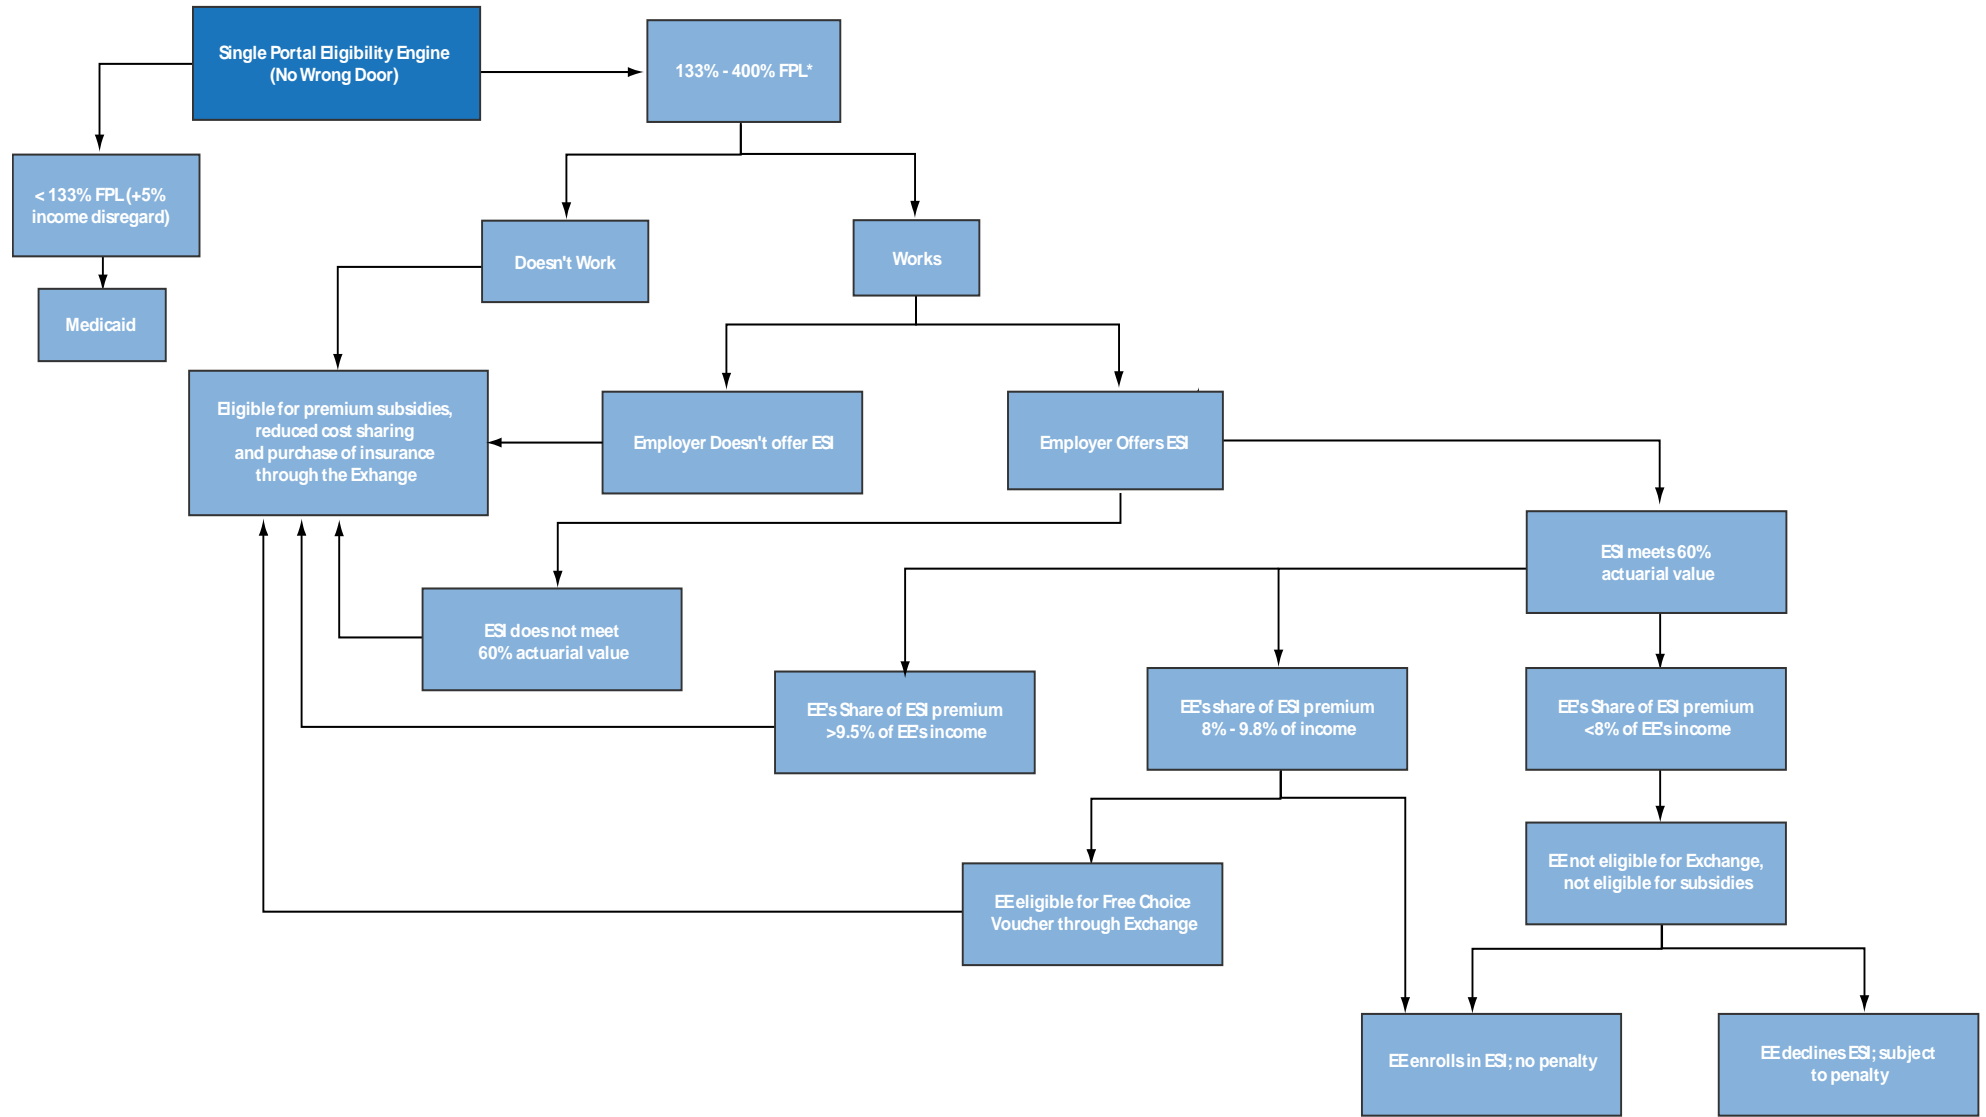 Single Portal Eligibility Engine
(No Wrong Door)
133% - 400% FPL*
< 133% FPL (+5%
income disregard)
Doesn't Work
Works
Medicaid
Eligible for premium subsidies,
reduced cost sharing
and purchase of insurance
through the Exhange
Employer Doesn't offer ESI
Employer Offers ESI
ESI meets 60%
actuarial value
ESI does not meet
60% actuarial value
EE's Share of ESI premium
>9.5% of EE's income
EE's share of ESI premium
8% - 9.8% of income
EE's Share of ESI premium
<8% of EE's income
EE eligible for Free Choice
Voucher through Exchange
EE not eligible for Exchange,
not eligible for subsidies
EE enrolls in ESI; no penalty
EE declines ESI; subject
to penalty